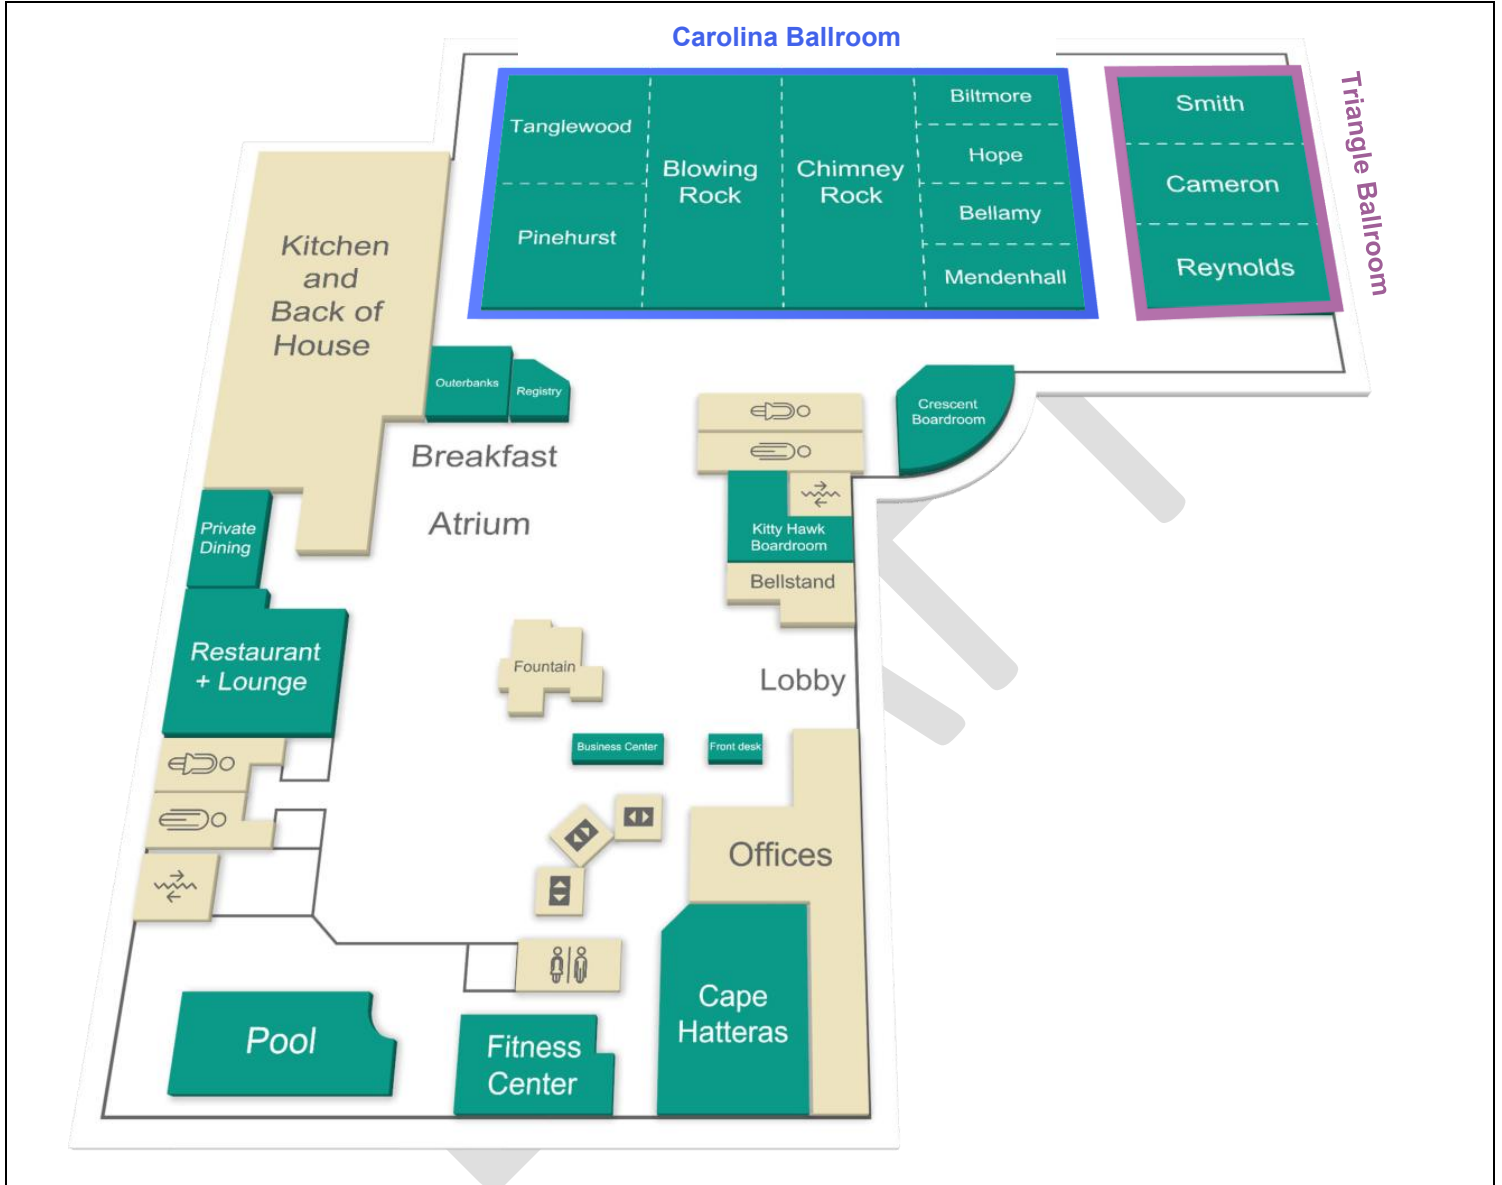 Carolina Ballroom
Triangle Ballroom
Tanglewood
Pinehurst
Blowing
Rock
Chimney
Rock
Biltmore
Hope
Bellamy
Mendenhall
Smith
Cameron
Reynolds
Kitchen
and
Back of
House
Outerbanks
Registry
Crescent
Boardroom
Breakfast
Atrium
Private
Dining
Kitty Hawk
Boardroom
Bellstand
Restaurant
+ Lounge
Fountain
Lobby
Business Center
Front desk
Offices
Cape
Hatteras
Pool
Fitness
Center